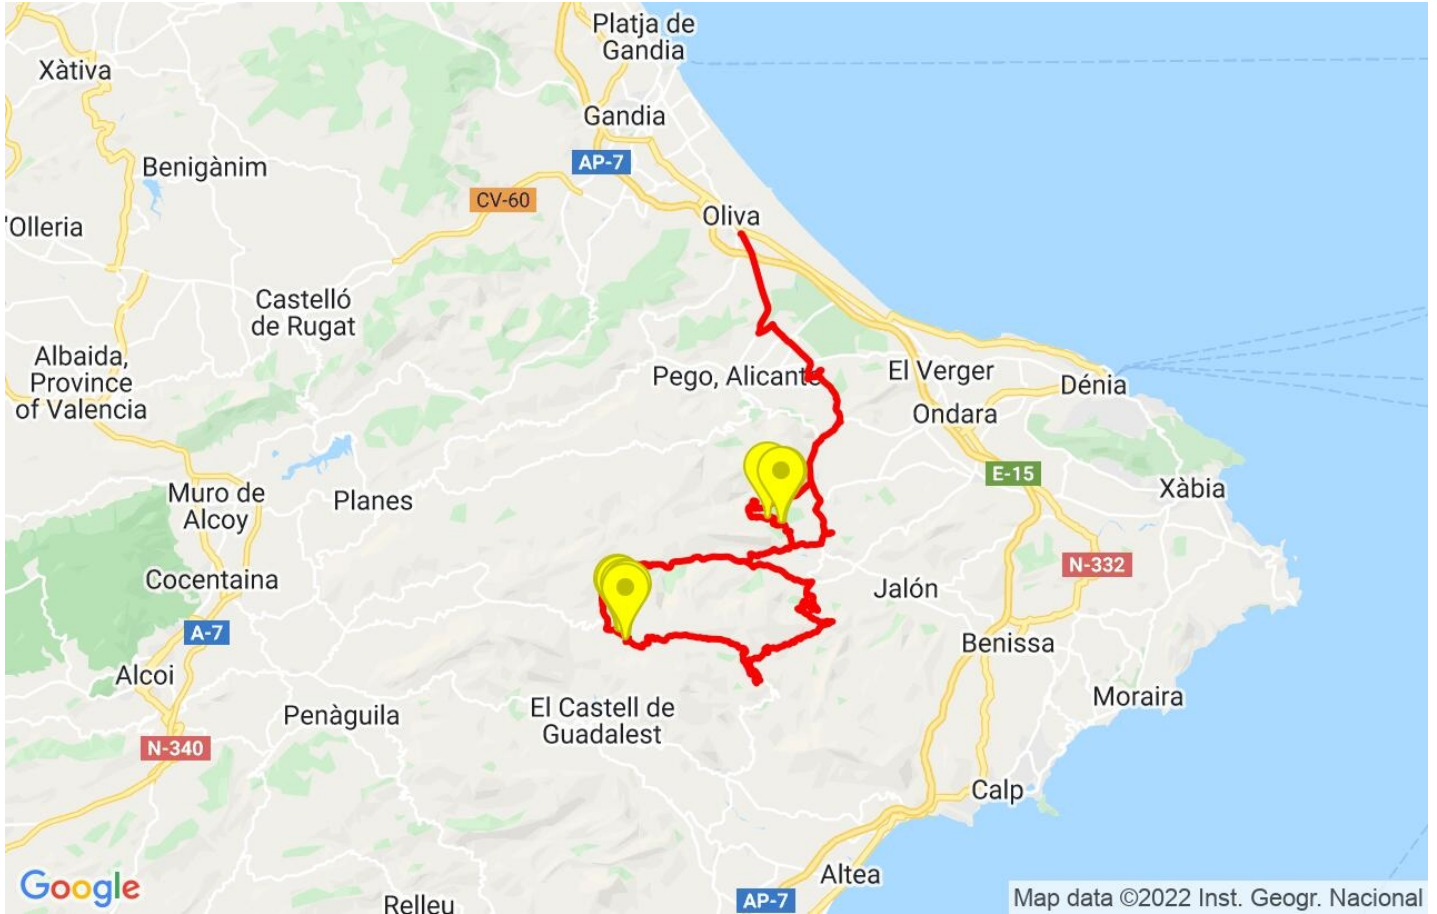 Platja de
Gandia
Xàtiva
Gandia
Benigànim
AP-7
CV-60
Oliva
'Olleria
Castelló
de Rugat
Albaida,
Province
of Valencia
Pego, Alicante
El Verger
Dénia
Ondara
E-15
Xàbia
Muro de
Alcoy
Planes
Cocentaina
N-332
Jalón
A-7
Benissa
Alcoi
Moraira
Penàguila
El Castell de
Guadalest
N-340
Calp
Altea
Google
Relleu
AP-7
Map data ©2022 Inst. Geogr. Nacional